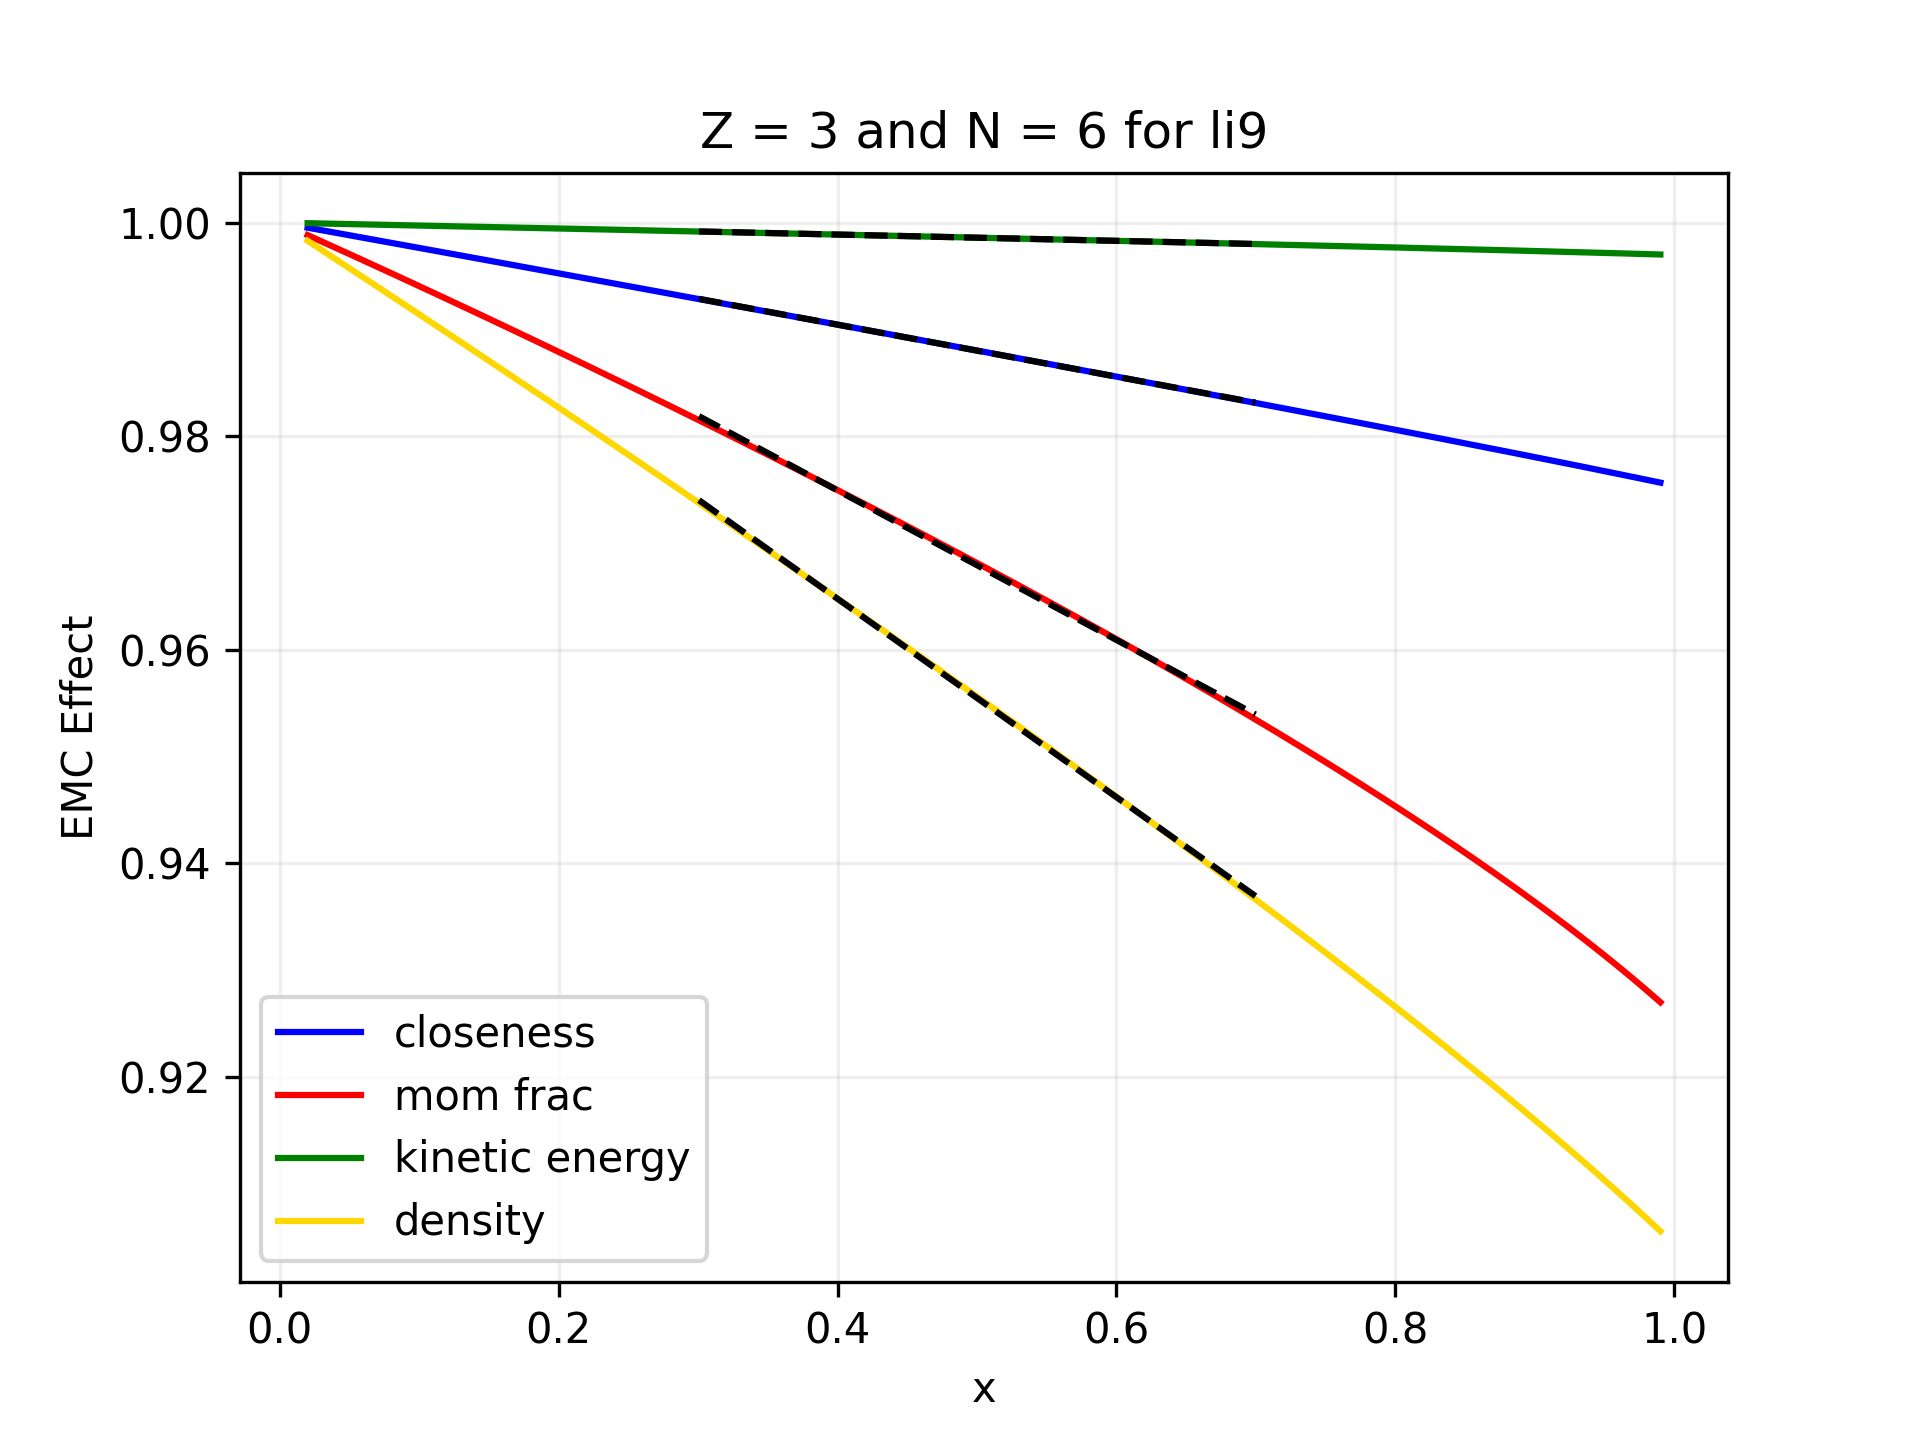 Z = 3 and N = 6 for li9
1.00
0.98
0.96
0.94
0.92
EMC Effect
closeness
mom frac
kinetic energy
density
0.0 0.2 0.4 0.6 0.8 1.0
x